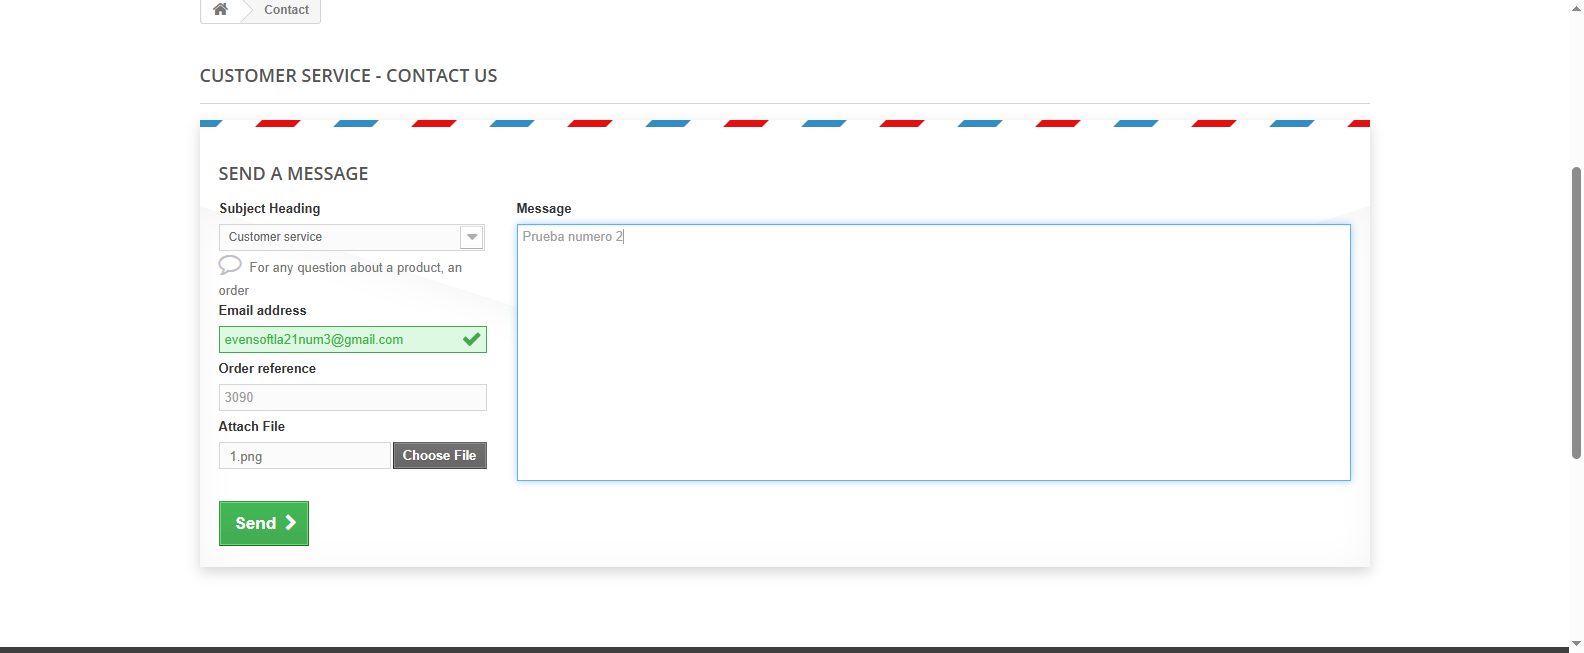 Contact
CUSTOMER SERVICE - CONTACT US
SEND A MESSAGE
Subject Heading
Customer service
For any question about a product, an
order
Email address
evensoftla21num3@gmail.com
Order reference
3090
Attach File
1.png
Choose File
Message
Prueba numero 2
Send